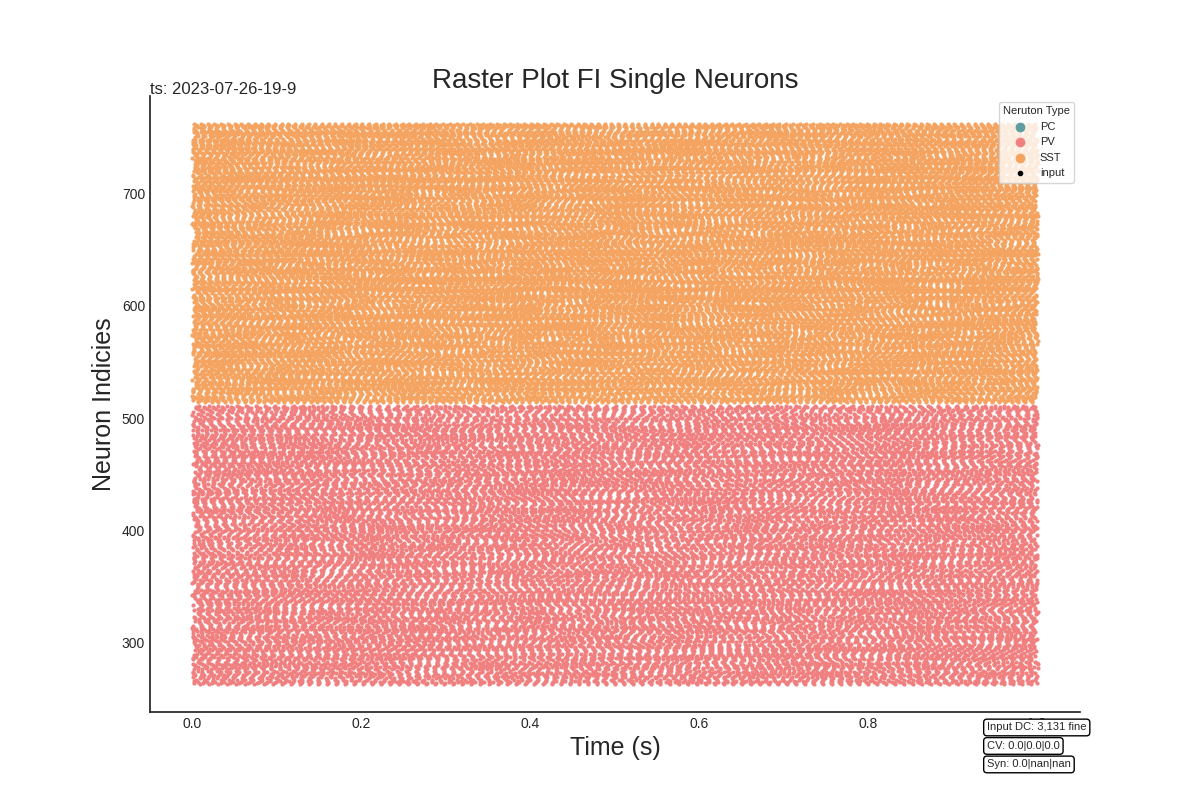 Raster Plot FI Single Neurons
ts: 2023-07-26-19-9
Neruton Type
PC
PV
SST
input
700
600
500
400
300
Neuron Indicies
0.0 0.2 0.4 0.6 0.8
Time (s)
Input DC: 3,131 fine
CV: 0.0|0.0|0.0
Syn: 0.0|nan|nan